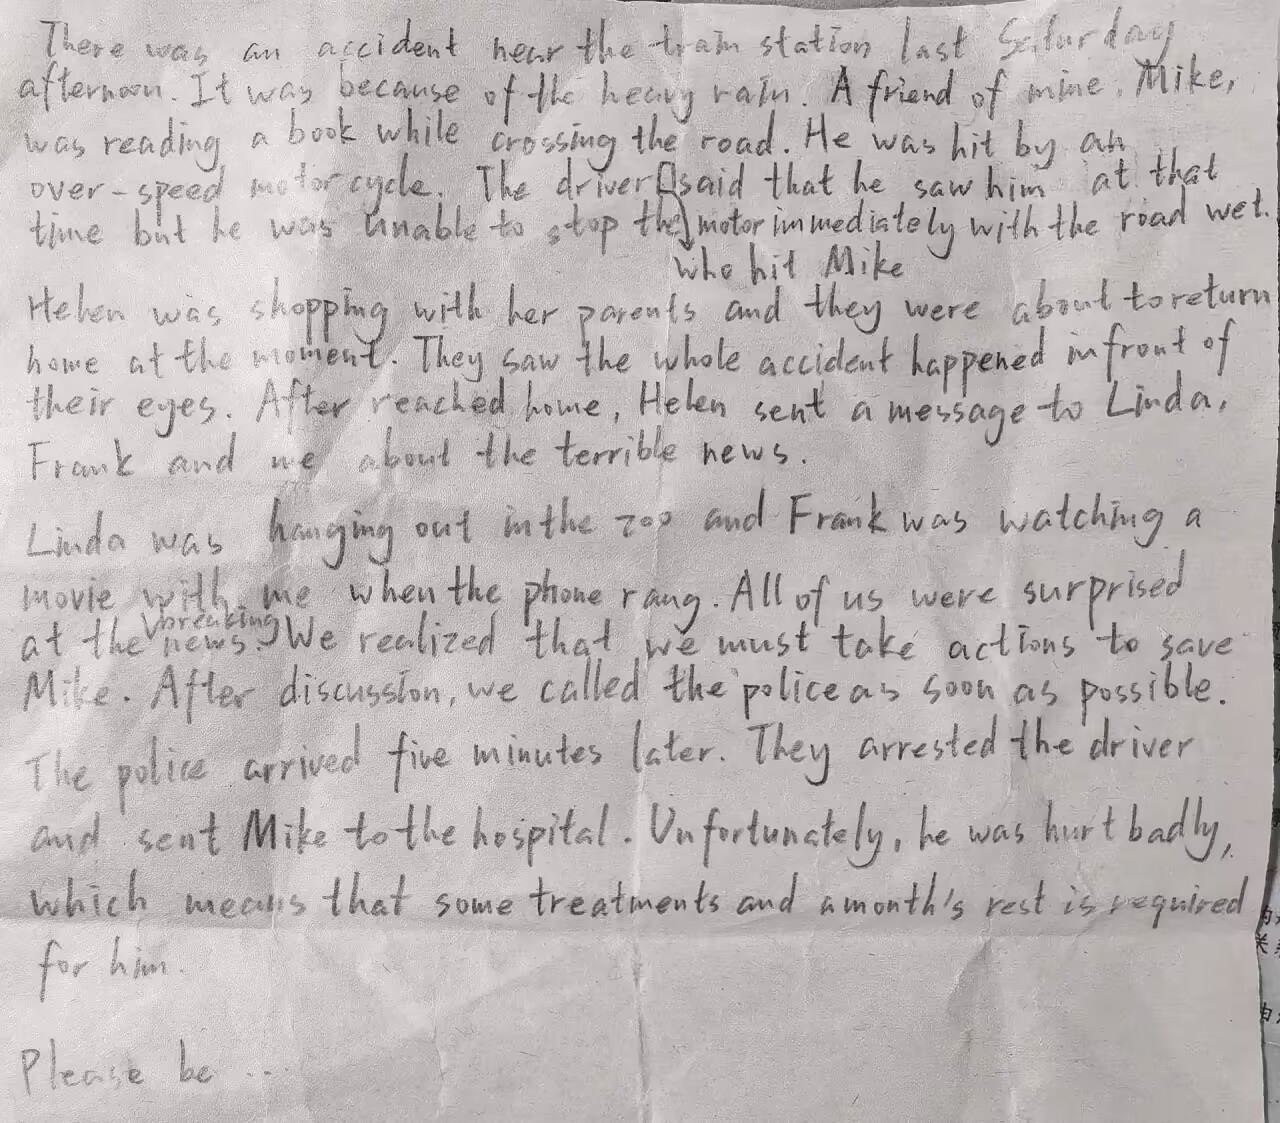 There was an accident near the train station last Saturday
afternoon. It was because of the heavy rain. A friend of mine, Mike,
was reading a book while crossing the road. He was hit by an
over-speed motorcycle. The driver said that he saw him at that
time but he was unable to stop the motor immediately with the road wet.
who hit Mike
Helen was shopping with her parents and they were about to return
home at the moment. They saw the whole accident happened in front of
their eyes. After reached home, Helen sent a message to Linda,
Frank and me about the terrible news.
Linda was hanging out in the zoo and Frank was watching a
movie with me when the phone rang. All of us were surprised
breaking
at the news. We realized that we must take actions to save
Mike. After discussion, we called the police as soon as possible.
The police arrived five minutes later. They arrested the driver
and sent Mike to the hospital. Unfortunately, he was hurt badly,
which means that some treatments and a month's rest is required
for him.
Please be ...